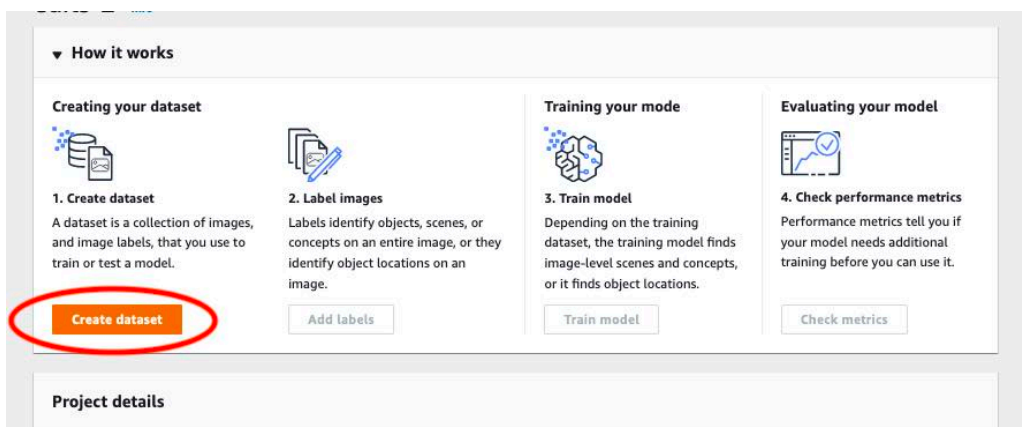 How it works
Creating your dataset
1. Create dataset
A dataset is a collection of images,
and image labels, that you use to
train or test a model.
Create dataset
2. Label images
Labels identify objects, scenes, or
concepts on an entire image, or they
identify object locations on an
image.
Add labels
Training your mode
3. Train model
Depending on the training
dataset, the training model finds
image-level scenes and concepts,
or it finds object locations.
Train model
Evaluating your model
4. Check performance metrics
Performance metrics tell you if
your model needs additional
training before you can use it.
Check metrics
Project details